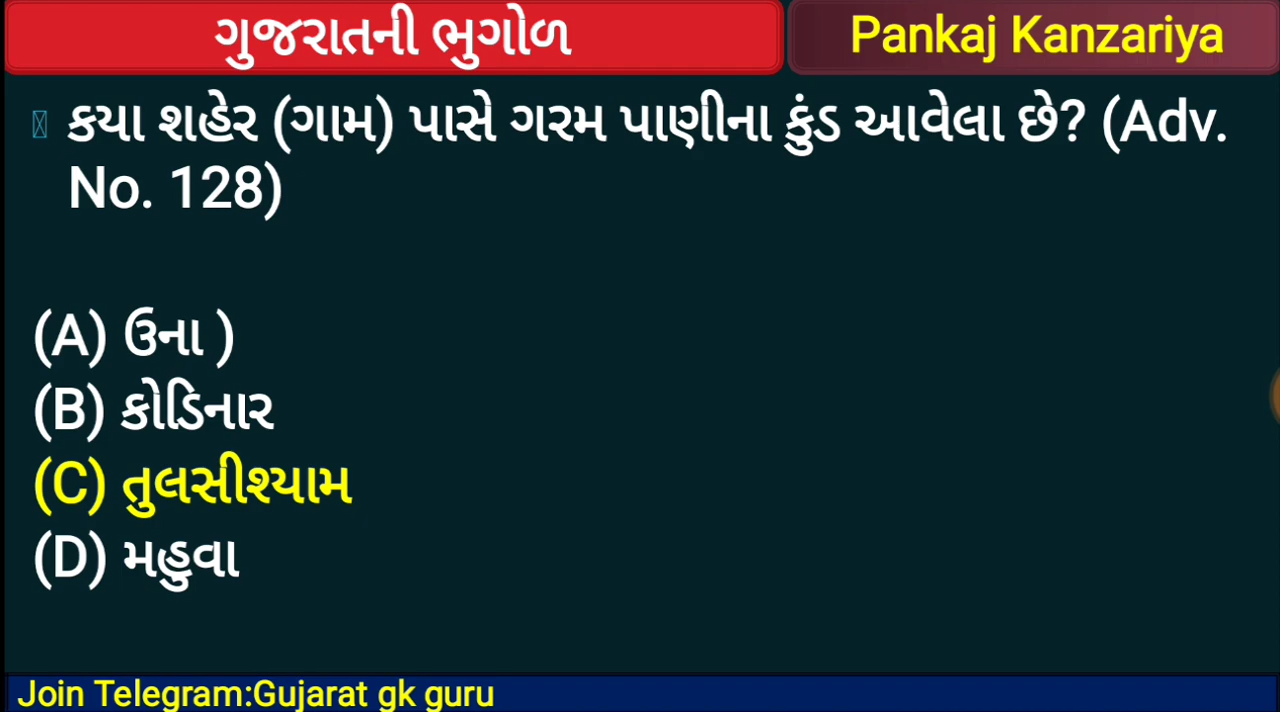 ગુજરાતની ભુગોળ
Pankaj Kanzariya
કયા શહેર (ગામ) પાસે ગરમ પાણીના કુંડ આવેલા છે? (Adv.
No. 128)
(A) ઉના )
(B) કોડિનાર
(C) તુલસીશ્યામ
(D) મહુવા
Join Telegram:Gujarat gk guru